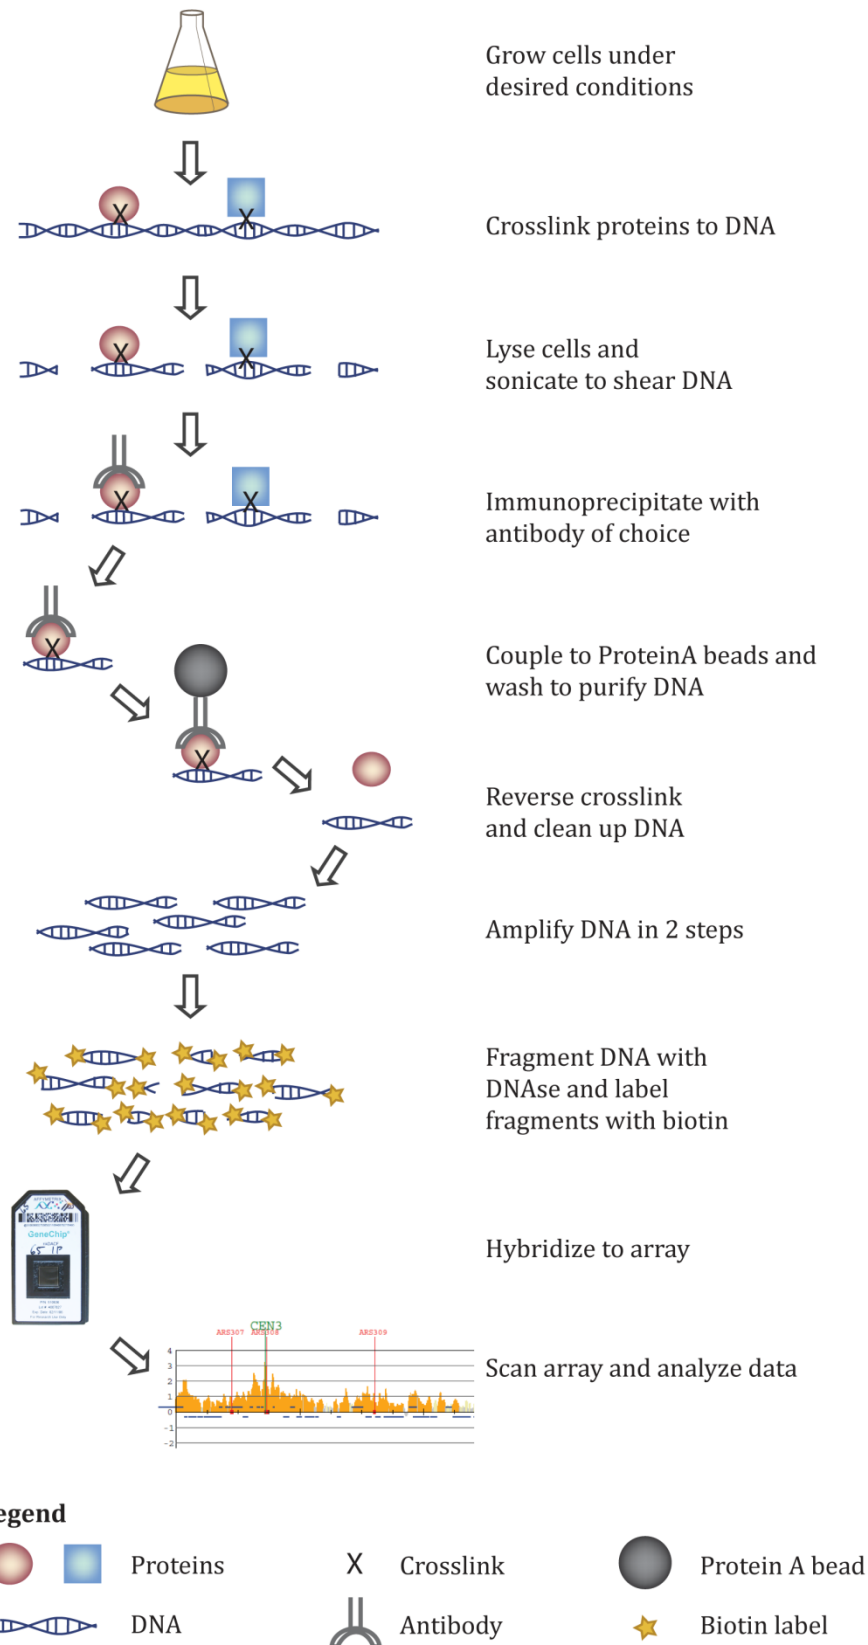 Grow cells under
desired conditions
Crosslink proteins to DNA
Lyse cells and
sonicate to shear DNA
Immunoprecipitate with
antibody of choice
Couple to ProteinA beads and
wash to purify DNA
Reverse crosslink
and clean up DNA
Amplify DNA in 2 steps
Fragment DNA with
DNAse and label
fragments with biotin
GeneChip®
65 IP
Hybridize to array
CEN3
ARS307 ARS308 ARS309
4
3
2
1
0
-1
-2
Scan array and analyze data
egend
Proteins
X Crosslink
Protein A bead
DNA
Antibody
Biotin label